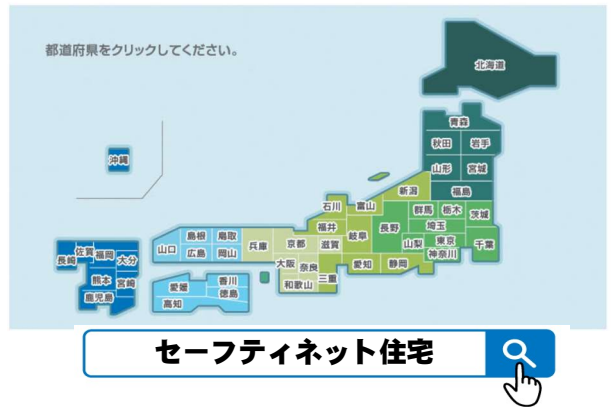 都道府県をクリックしてください。
北海道
青森
秋田 岩手
山形 宮城
福島
沖縄
新潟
石川 富山
群馬 栃木 茨城
福井 岐阜 長野 埼玉
島根 鳥取 兵庫 京都 滋賀 山梨 東京 千葉
山口 広島 岡山 神奈川
佐賀 福岡 大分 長崎
大阪 奈良 三重 愛知 静岡
和歌山
熊本 宮崎
鹿児島
愛媛 香川
高知 徳島
セーフティネット住宅